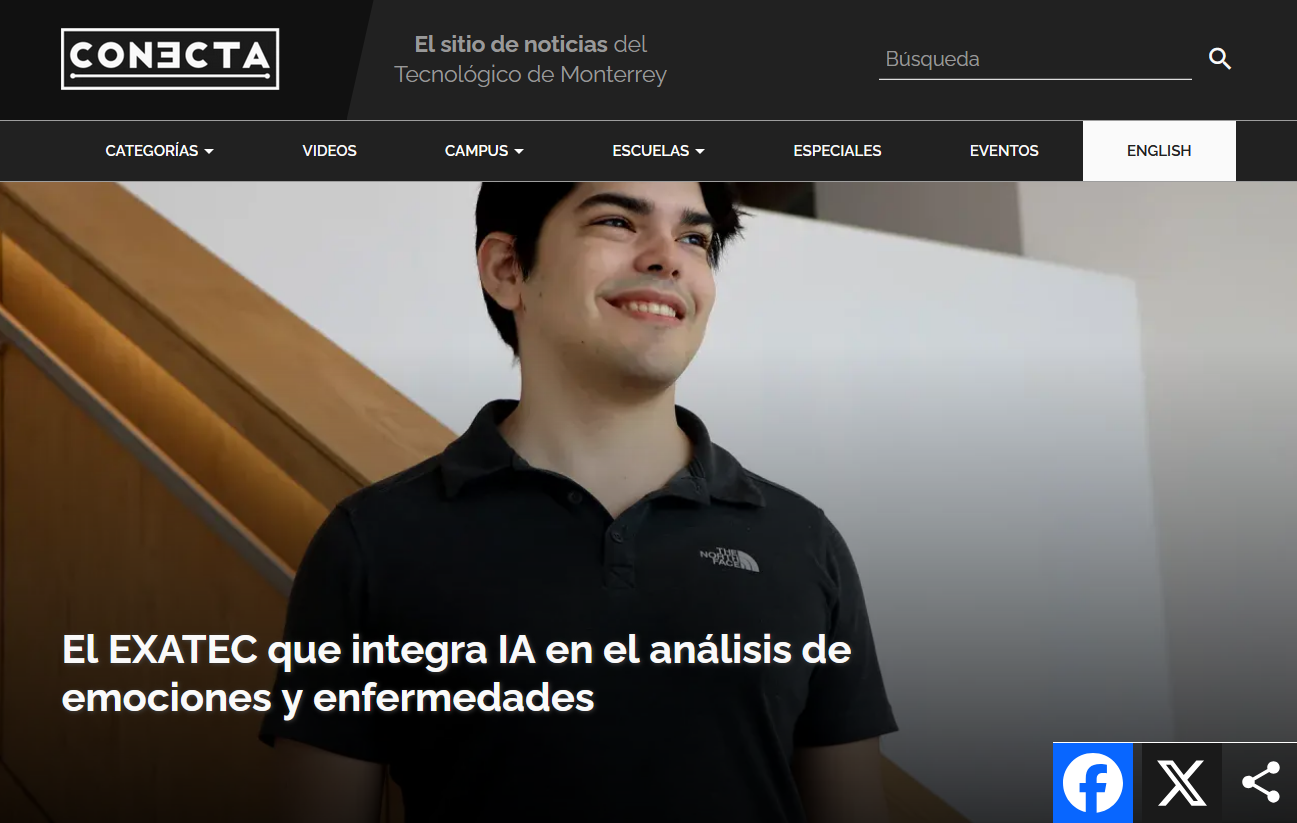 CONECTA
El sitio de noticias del
Tecnológico de Monterrey
Búsqueda
CATEGORÍAS
VIDEOS
CAMPUS
ESCUELAS
ESPECIALES
EVENTOS
ENGLISH
THE
NORTH
FACE
El EXATEC que integra IA en el análisis de
emociones y enfermedades